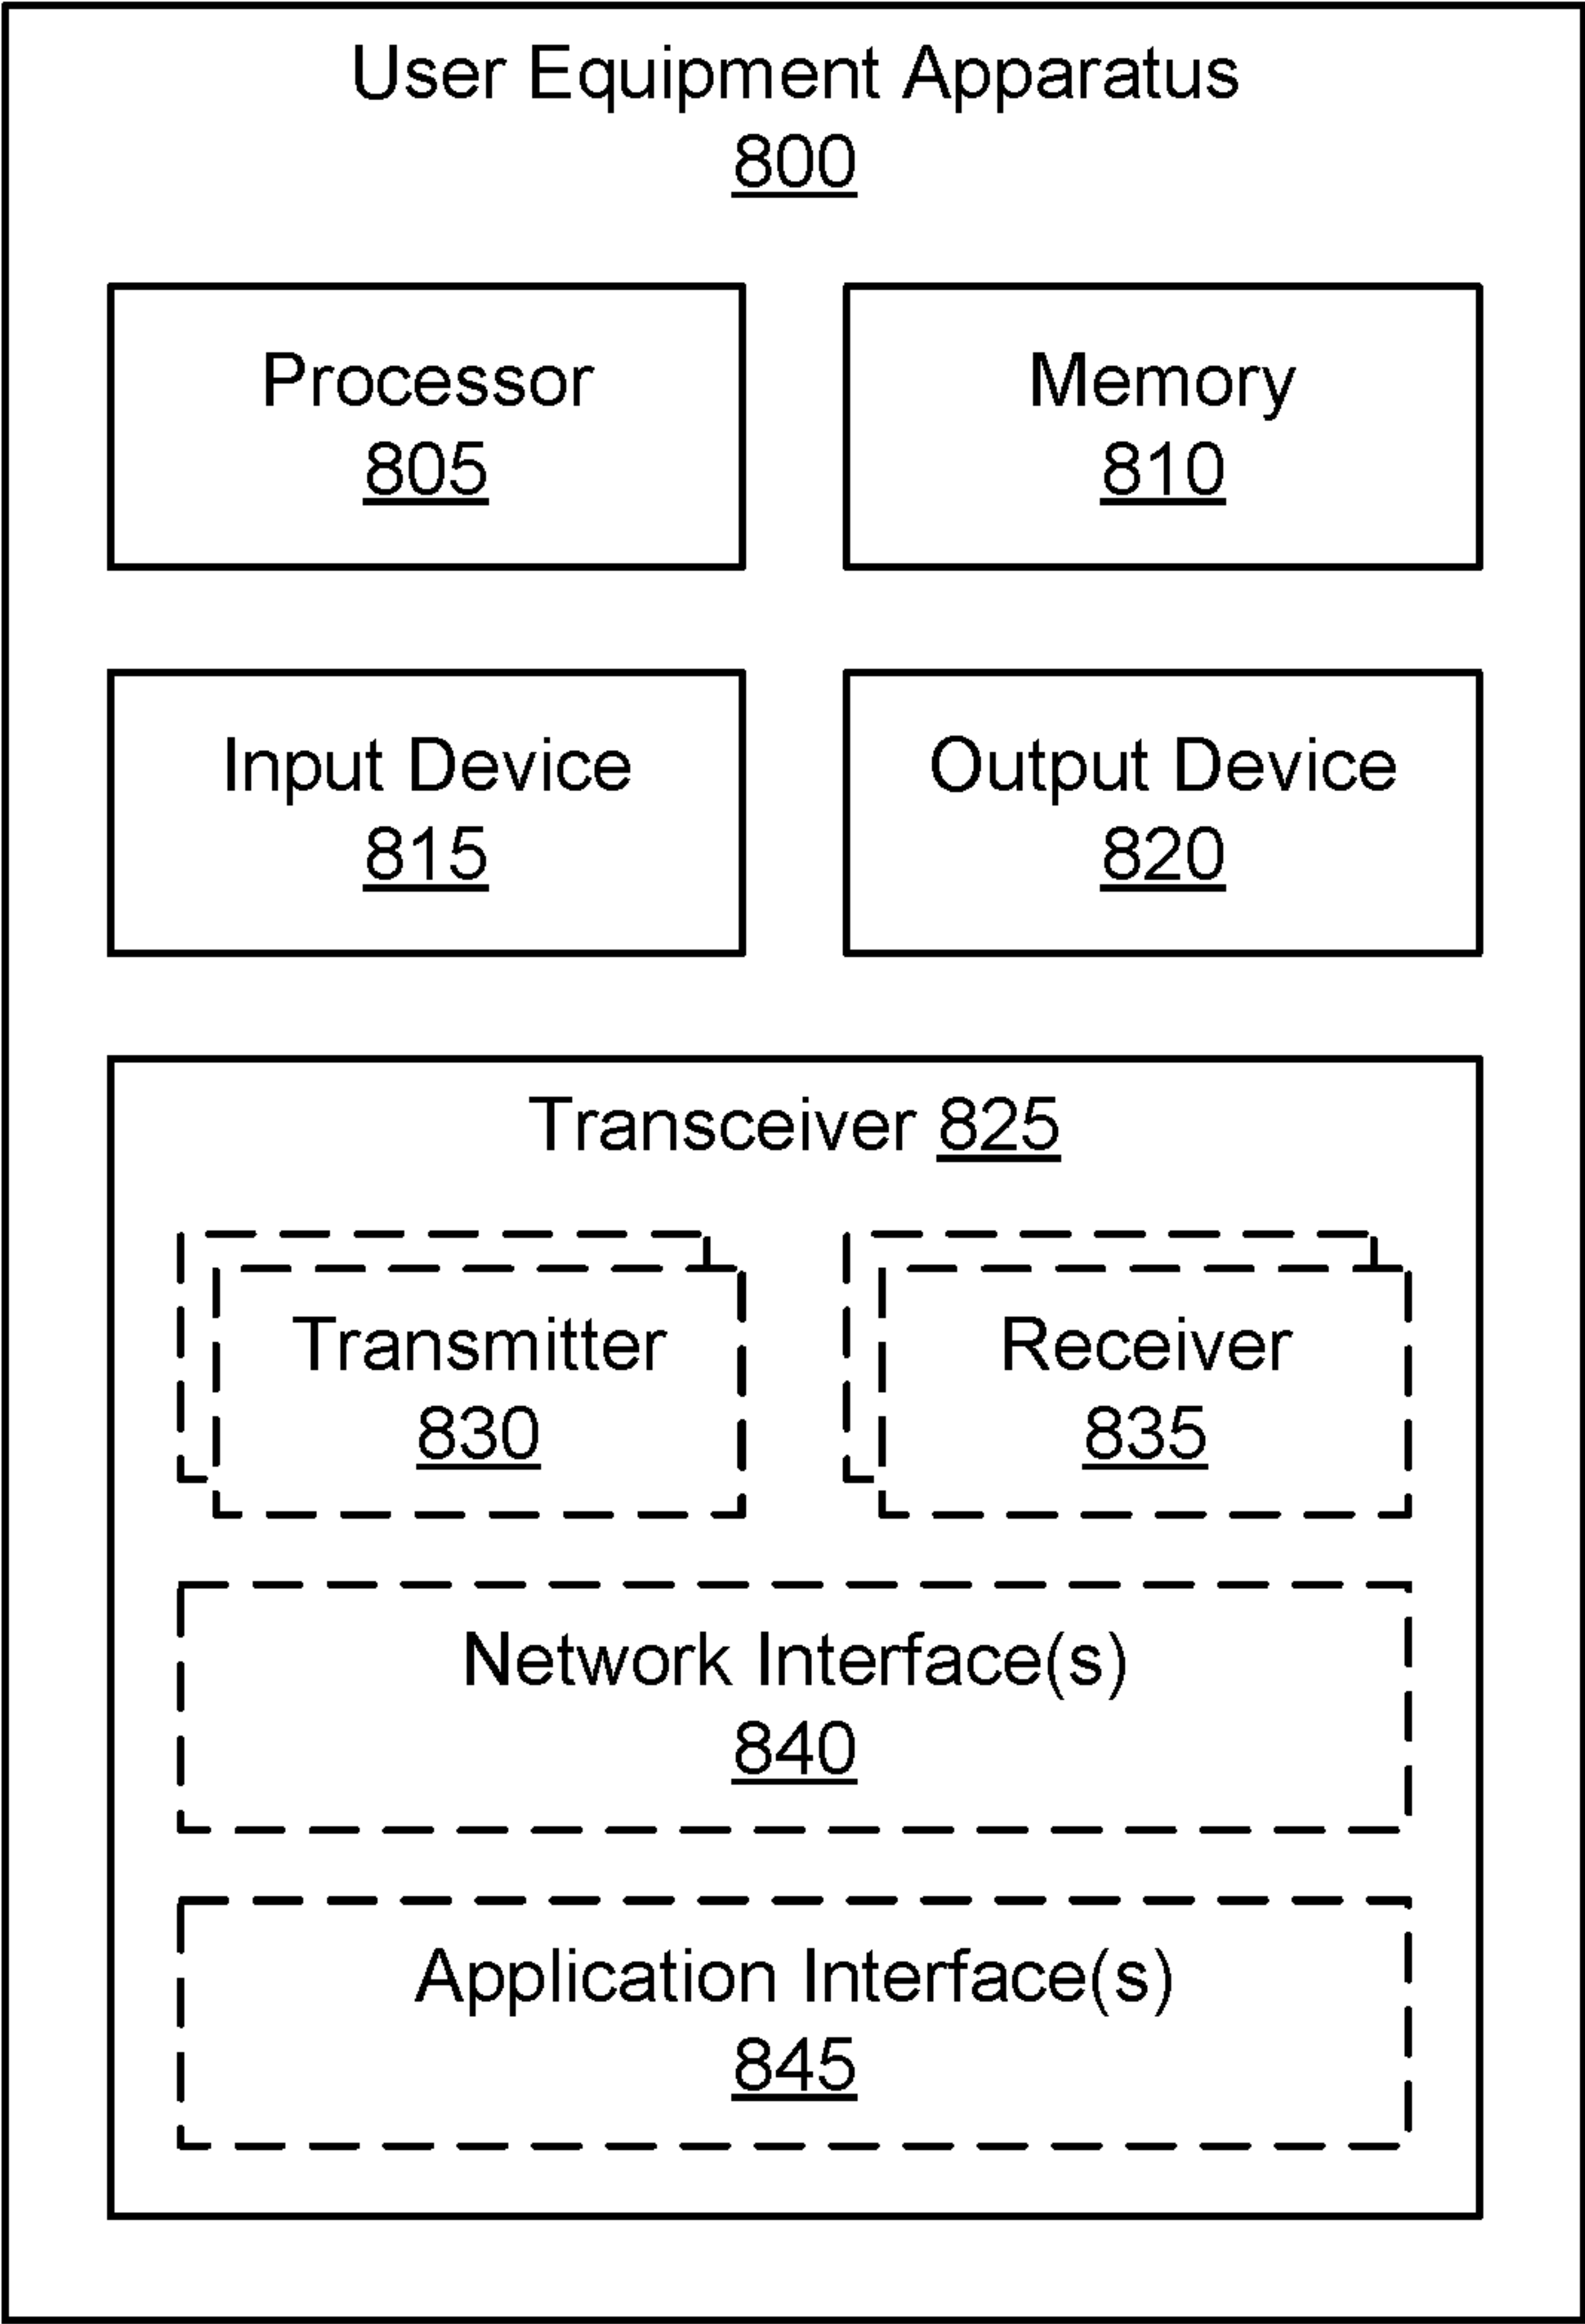 User Equipment Apparatus
800
Processor
805
Memory
810
Input Device
815
Output Device
820
Transceiver 825
Transmitter
830
Receiver
835
Network Interface(s)
840
Application Interface(s)
845